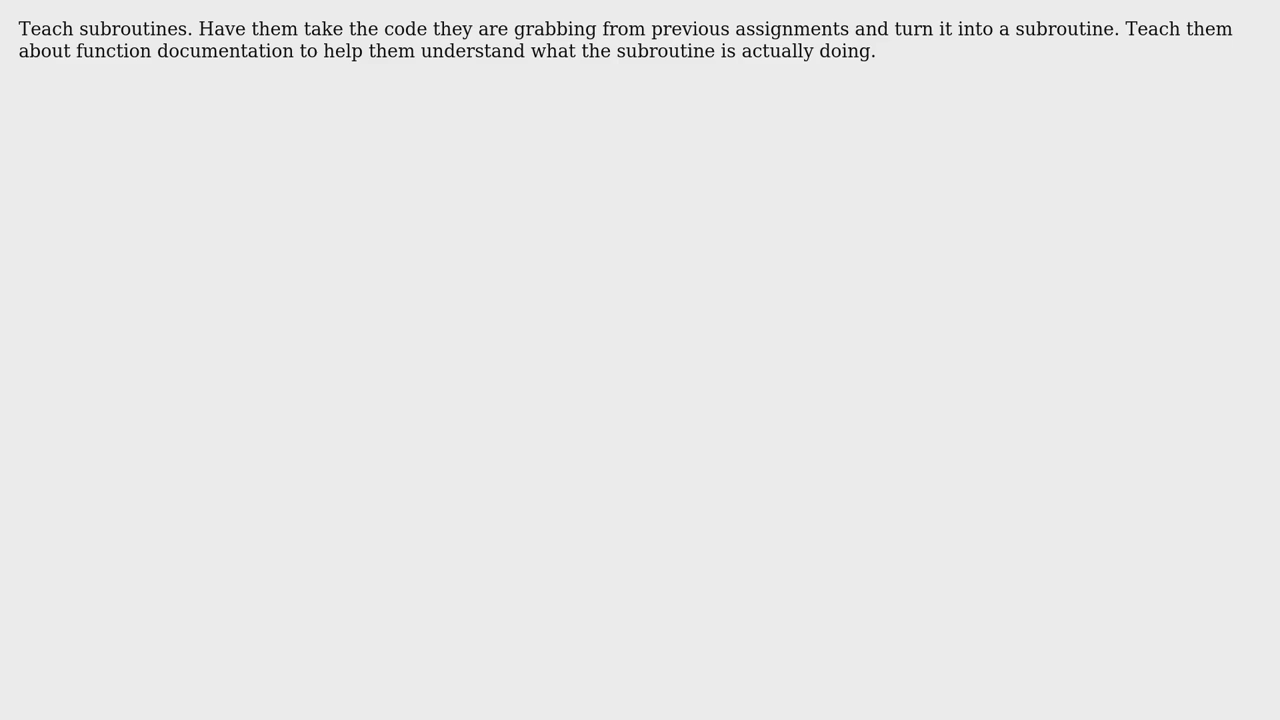 Teach subroutines. Have them take the code they are grabbing from previous assignments and turn it into a subroutine. Teach them
about function documentation to help them understand what the subroutine is actually doing.